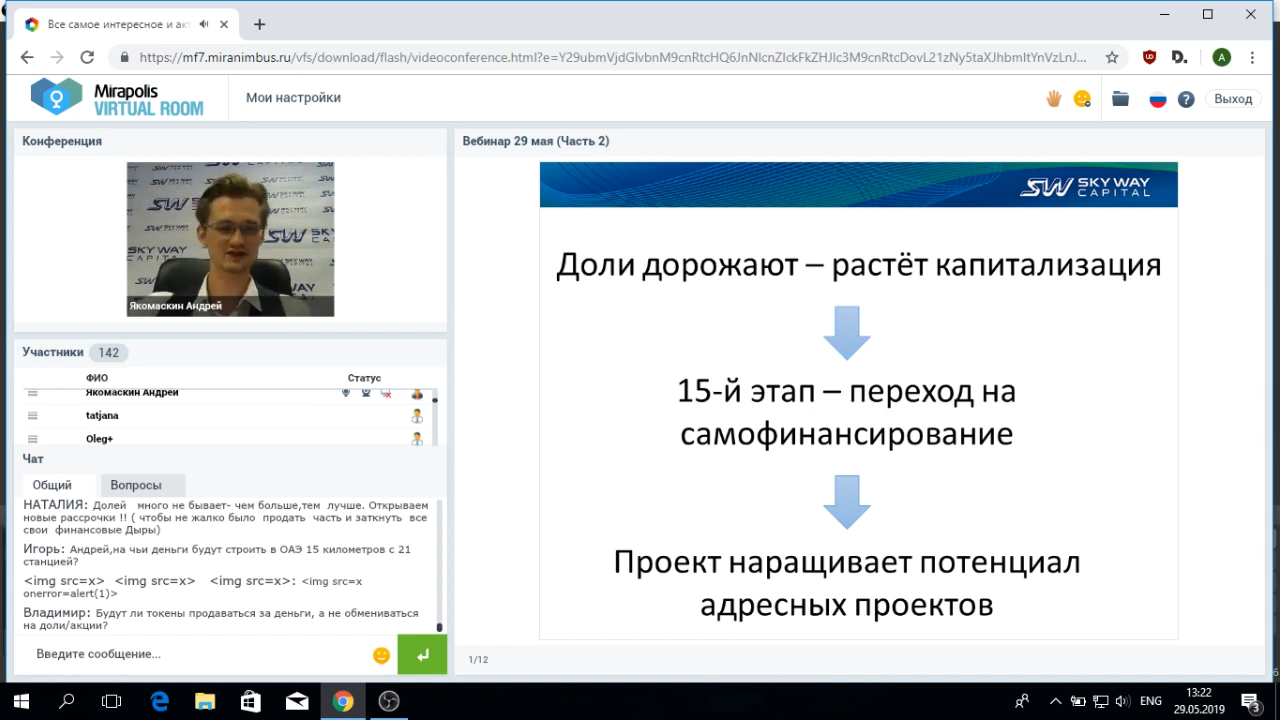 Все самое интересное и ак
https://mf7.miranimbus.ru/vfs/download/flash/videoconference.html?e=Y29ubmVjdGlvbnM9cnRtcHQ6JnNlcnZlckFkZHJlc3M9cnRtcDovL21zNy5taXJhbmltYnVzLnJ...
Mirapolis
VIRTUAL ROOM
Мои настройки
Выход
Конференция
Якомаскин Андрей
Участники 142
ФИО Статус
Якомаскин Андрей
tatjana
Oleg+
Чат
Общий Вопросы
НАТАЛИЯ: Долей много не бывает- чем больше,тем лучше. Открываем
новые рассрочки !! ( чтобы не жалко было продать часть и заткнуть все
свои финансовые Дыры)
Игорь: Андрей,на чьи деньги будут строить в ОАЭ 15 километров с 21
станцией?
<img src=x> <img src=x> <img src=x>: <img src=x
onerror=alert(1)>
Владимир: Будут ли токены продаваться за деньги, а не обмениваться
на доли/акции?
Введите сообщение...
Вебинар 29 мая (Часть 2)
SW SKY WAY
CAPITAL
Доли дорожают – растёт капитализация
15-й этап – переход на
самофинансирование
Проект наращивает потенциал
адресных проектов
1/12
ENG
13:22
29.05.2019
3